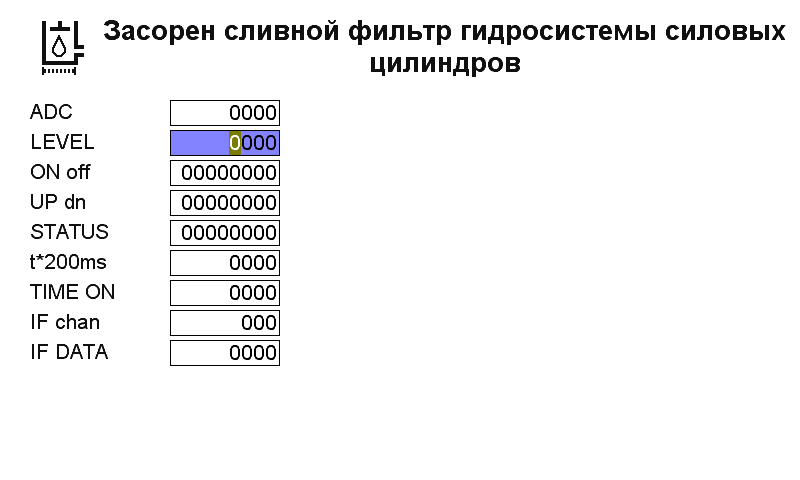 Засорен сливной фильтр гидросистемы силовых
цилиндров
ADC 0000
LEVEL 0000
ON off 00000000
UP dn 00000000
STATUS 00000000
t*200ms 0000
TIME ON 0000
IF chan 000
IF DATA 0000